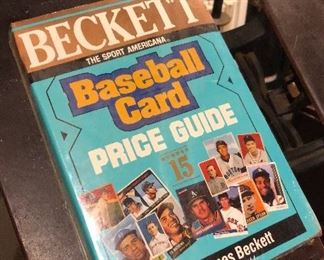 BECKETT
THE SPORT AMERICANA®
Baseball
Card
PRICE GUIDE
NUMBER
15
Beckett